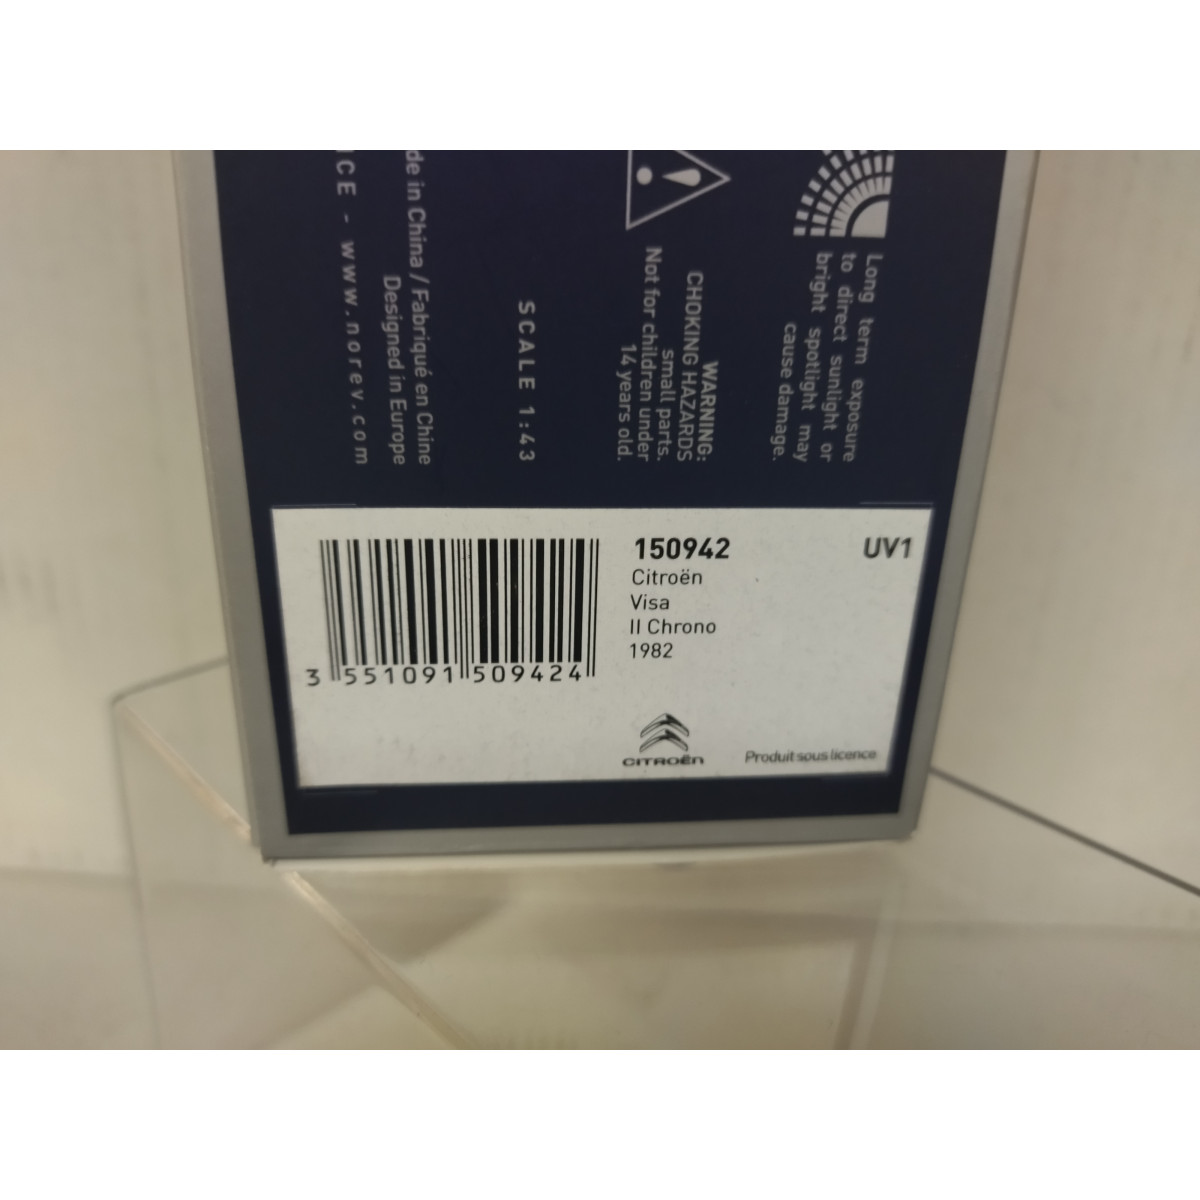 Long term exposure
to direct sunlight or
bright spotlight may
cause damage.
WARNING:
CHOKING HAZARDS
small parts.
Not for children under
14 years old.
SCALE 1:43
de in China / Fabriqué en Chine
Designed in Europe
ICE - www.norev.com
150942
UV1
Citroën
Visa
II Chrono
1982
3 551091 509424
CITROËN
Produit sous licence